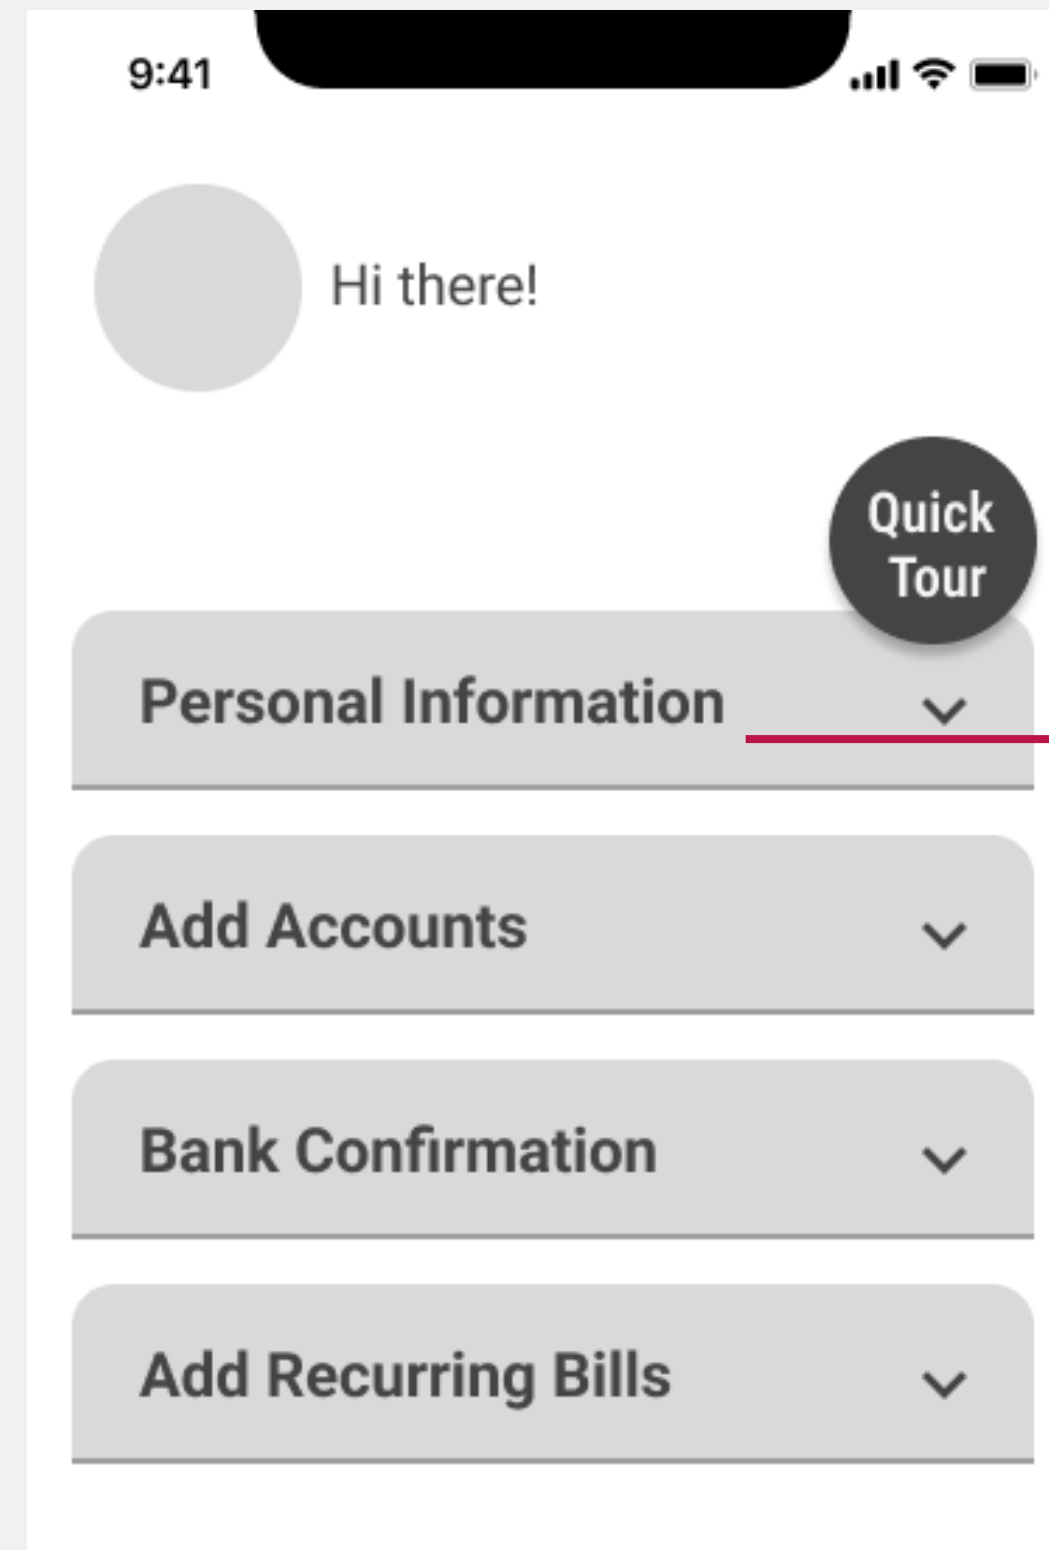 9:41
Hi there!
Quick
Tour
Personal Information
Add Accounts
Bank Confirmation
Add Recurring Bills